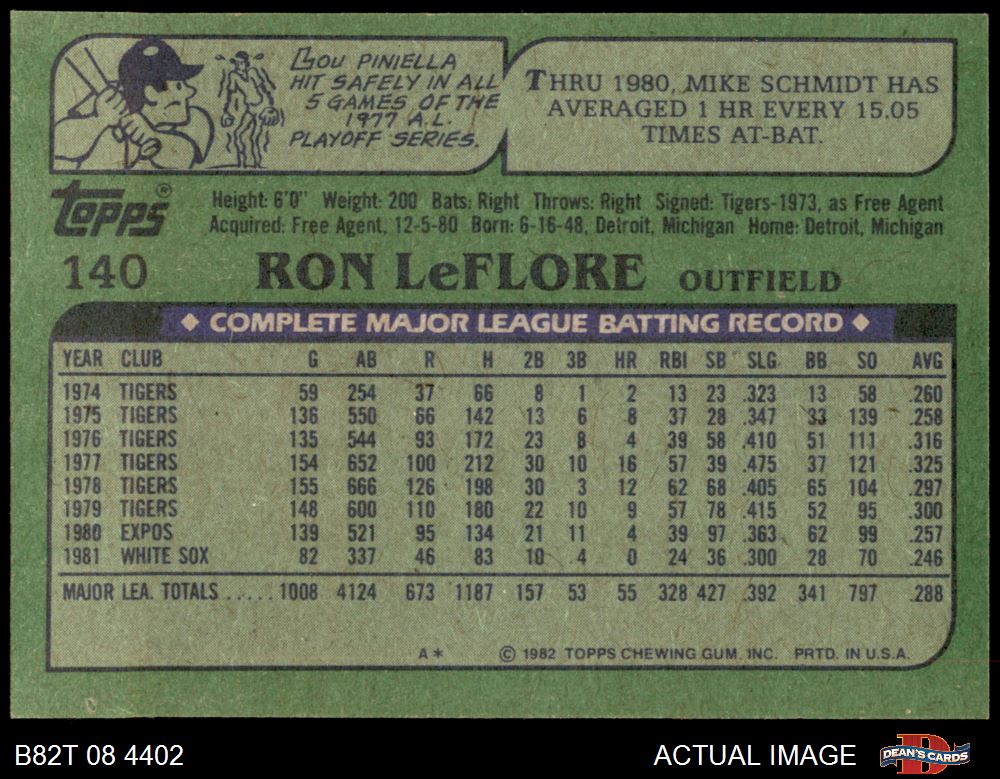 LOU PINIELLA
HIT SAFELY IN ALL
5 GAMES OF THE
1977 A.L.
PLAYOFF SERIES.
THRU 1980, MIKE SCHMIDT HAS
AVERAGED 1 HR EVERY 15.05
TIMES AT-BAT.
Topps®
Height: 6'0" Weight: 200 Bats: Right Throws: Right Signed: Tigers-1973, as Free Agent
Acquired: Free Agent, 12-5-80 Born: 6-16-48, Detroit, Michigan Home: Detroit, Michigan
140 RON LeFLORE OUTFIELD
◆ COMPLETE MAJOR LEAGUE BATTING RECORD ◆
YEAR CLUB G AB R H 2B 3B HR RBI SB SLG BB SO AVG
1974 TIGERS 59 254 37 66 8 1 2 13 23 .323 13 58 .260
1975 TIGERS 136 550 66 142 13 6 8 37 28 .347 33 139 .258
1976 TIGERS 135 544 93 172 23 8 4 39 58 .410 51 111 .316
1977 TIGERS 154 652 100 212 30 10 16 57 39 .475 37 121 .325
1978 TIGERS 155 666 126 198 30 3 12 62 68 .405 65 104 .297
1979 TIGERS 148 600 110 180 22 10 9 57 78 .415 52 95 .300
1980 EXPOS 139 521 95 134 21 11 4 39 97 .363 62 99 .257
1981 WHITE SOX 82 337 46 83 10 4 0 24 36 .300 28 70 .246
MAJOR LEA. TOTALS ..... 1008 4124 673 1187 157 53 55 328 427 .392 341 797 .288
A* © 1982 TOPPS CHEWING GUM, INC. PRTD. IN U.S.A.
B82T 08 4402 ACTUAL IMAGE D DEAN'S CARDS